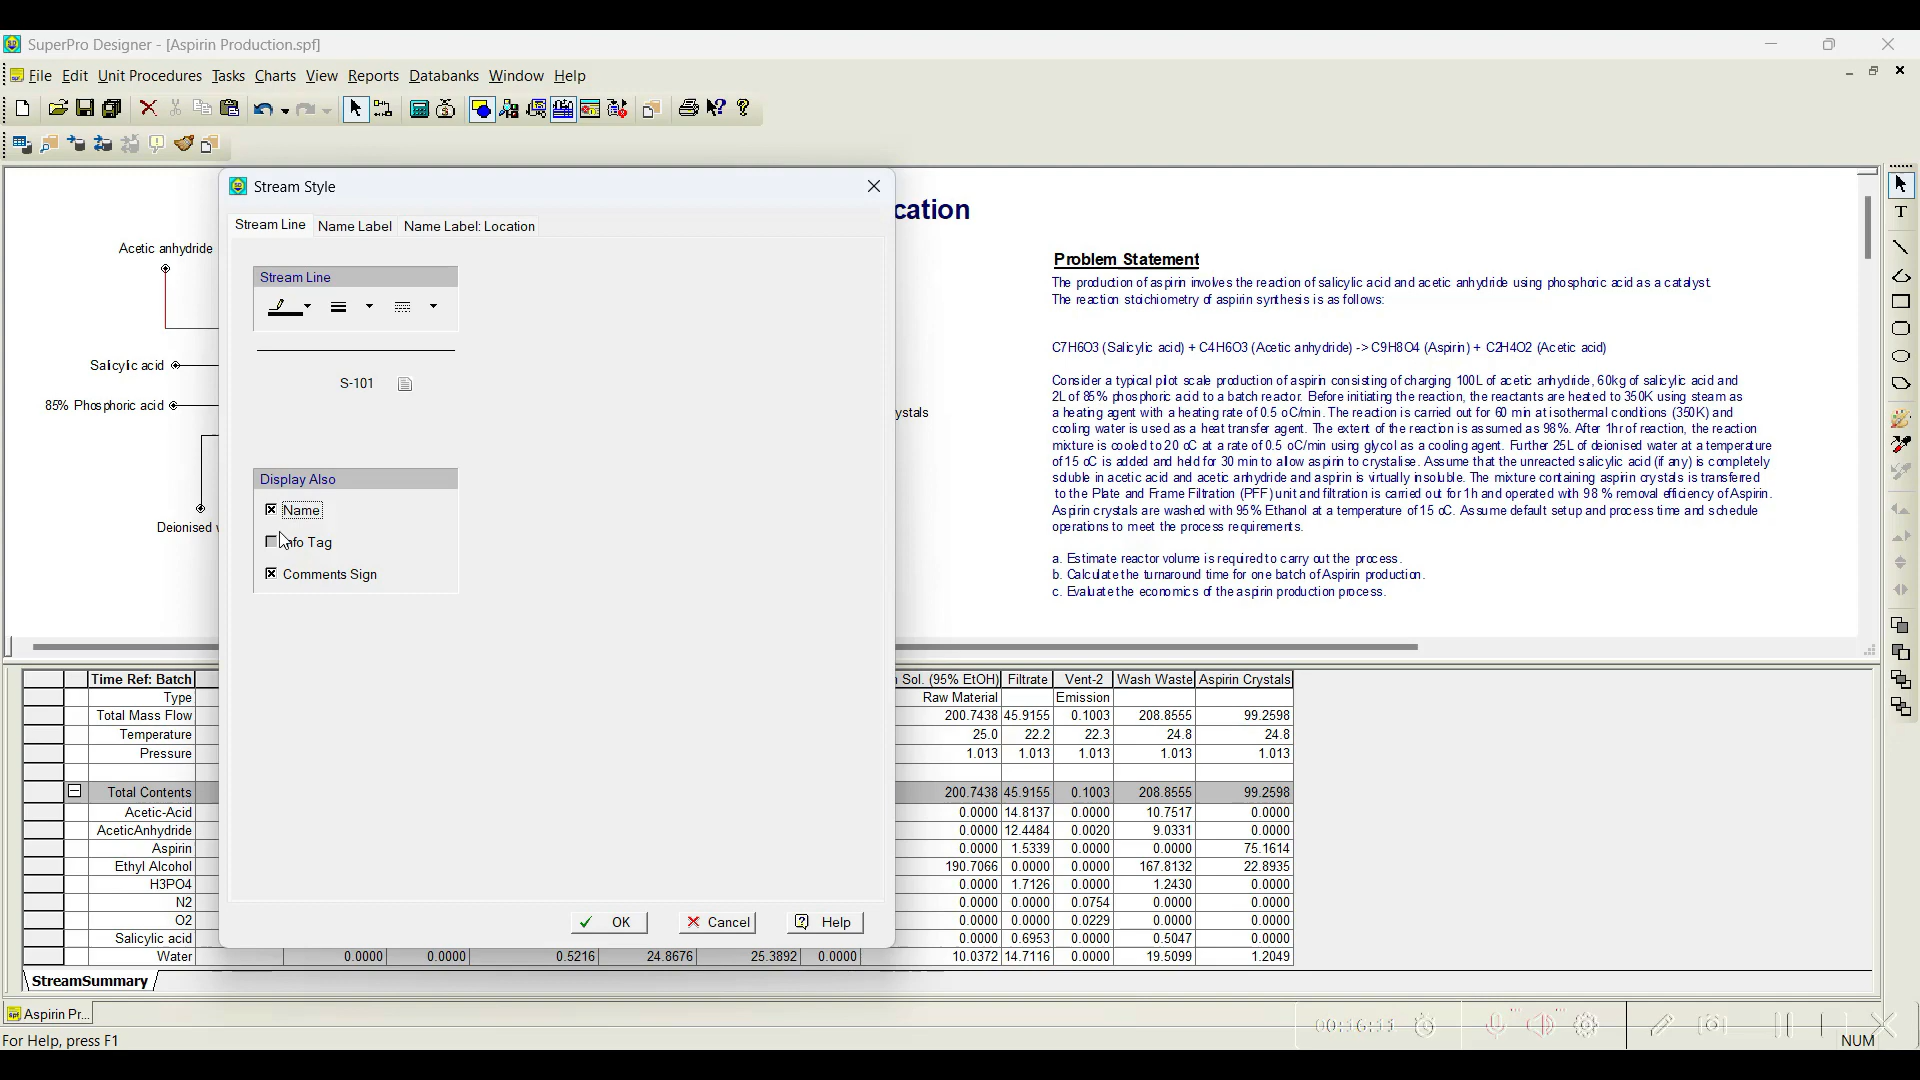 SuperPro Designer - [Aspirin Production.spf]
File Edit Unit Procedures Tasks Charts View Reports Databanks Window Help
Stream Style
Stream Line Name Label Name Label: Location
Stream Line
S-101
Display Also
Name
fo Tag
Comments Sign
OK Cancel Help
Acetic anhydride
Salicylic acid
85% Phosphoric acid
Deionised
cation
ystals
Problem Statement
The production of aspirin involves the reaction of salicylic acid and acetic anhydride using phosphoric acid as a catalyst.
The reaction stoichiometry of aspirin synthesis is as follows:
C7H6O3 (Salicylic acid) + C4H6O3 (Acetic anhydride) -> C9H8O4 (Aspirin) + C2H4O2 (Acetic acid)
Consider a typical pilot scale production of aspirin consisting of charging 100L of acetic anhydride, 60kg of salicylic acid and
2L of 85% phosphoric acid to a batch reactor. Before initiating the reaction, the reactants are heated to 350K using steam as
a heating agent with a heating rate of 0.5 oC/min. The reaction is carried out for 60 min at isothermal conditions (350K) and
cooling water is used as a heat transfer agent. The extent of the reaction is assumed as 98%. After 1hr of reaction, the reaction
mixture is cooled to 20 oC at a rate of 0.5 oC/min using glycol as a cooling agent. Further 25L of deionised water at a temperature
of 15 oC is added and held for 30 min to allow aspirin to crystalise. Assume that the unreacted salicylic acid (if any) is completely
soluble in acetic acid and acetic anhydride and aspirin is virtually insoluble. The mixture containing aspirin crystals is transferred
to the Plate and Frame Filtration (PFF) unit and filtration is carried out for 1h and operated with 98 % removal efficiency of Aspirin.
Aspirin crystals are washed with 95% Ethanol at a temperature of 15 oC. Assume default setup and process time and schedule
operations to meet the process requirements.
a. Estimate reactor volume is required to carry out the process.
b. Calculate the turnaround time for one batch of Aspirin production.
c. Evaluate the economics of the aspirin production process.
Time Ref: Batch Sol. (95% EtOH) Filtrate Vent-2 Wash Waste Aspirin Crystals
Type Raw Material Emission
Total Mass Flow 200.7438 45.9155 0.1003 208.8555 99.2598
Temperature 25.0 22.2 22.3 24.8 24.8
Pressure 1.013 1.013 1.013 1.013 1.013
Total Contents 200.7438 45.9155 0.1003 208.8555 99.2598
Acetic-Acid 0.0000 14.8137 0.0000 10.7517 0.0000
AceticAnhydride 0.0000 12.4484 0.0020 9.0331 0.0000
Aspirin 0.0000 1.5339 0.0000 0.0000 75.1614
Ethyl Alcohol 190.7066 0.0000 0.0000 167.8132 22.8935
H3PO4 0.0000 1.7126 0.0000 1.2430 0.0000
N2 0.0000 0.0000 0.0754 0.0000 0.0000
O2 0.0000 0.0000 0.0229 0.0000 0.0000
Salicylic acid 0.0000 0.6953 0.0000 0.5047 0.0000
Water 0.0000 0.0000 0.5216 24.8676 25.3892 0.0000 10.0372 14.7116 0.0000 19.5099 1.2049
StreamSummary
Aspirin Pr...
For Help, press F1
NUM